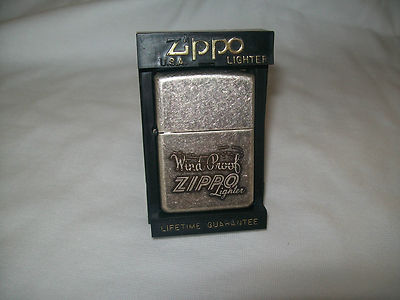 Zippo
USA LIGHTER
Wind Proof
ZIPPO
Lighter
LIFETIME GUARANTEE